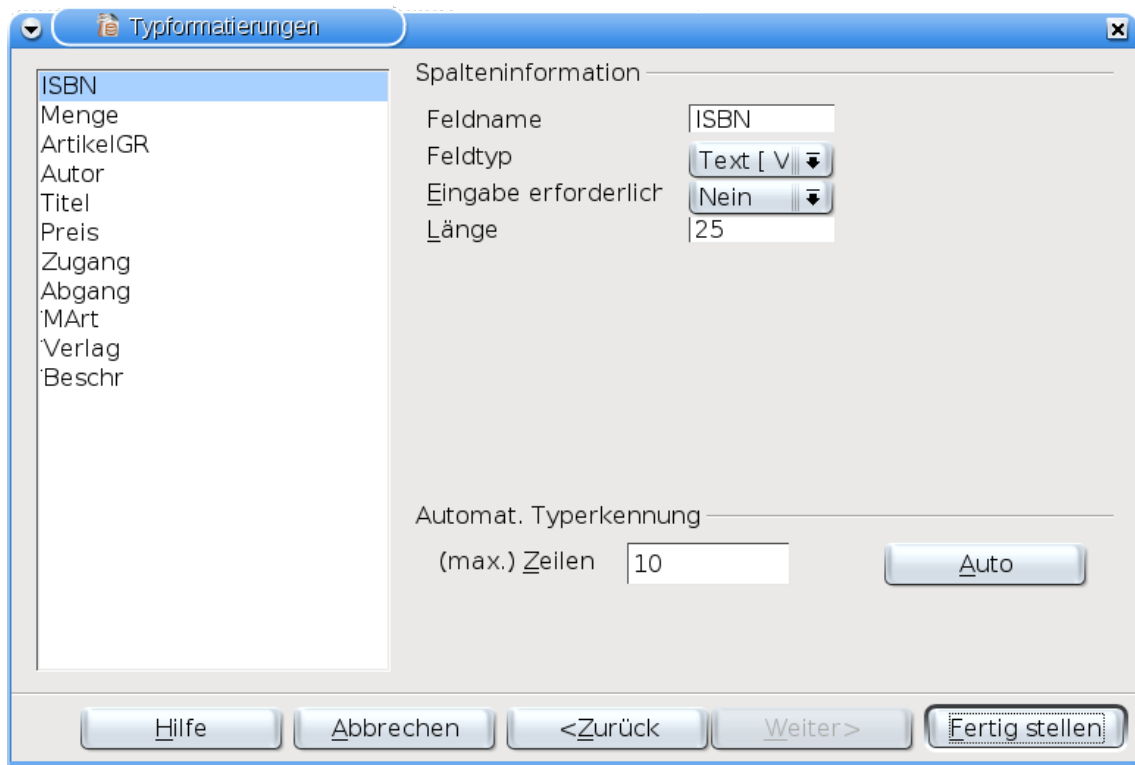 Typformatierungen
ISBN
Menge
ArtikelGR
Autor
Titel
Preis
Zugang
Abgang
MArt
Verlag
Beschr
Spalteninformation
Feldname ISBN
Feldtyp Text [ V
Eingabe erforderlich Nein
Länge 25
Automat. Typerkennung
(max.) Zeilen 10 Auto
Hilfe Abbrechen <Zurück Weiter> Fertig stellen